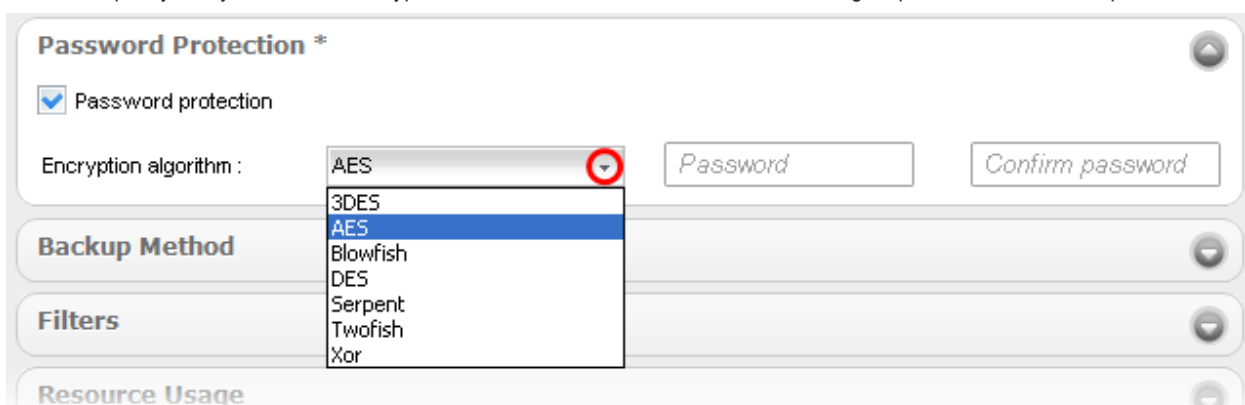 Password Protection *
Password protection
Encryption algorithm : AES Password Confirm password
3DES
AES
Blowfish
DES
Serpent
Twofish
Xor
Backup Method
Filters
Resource Usage